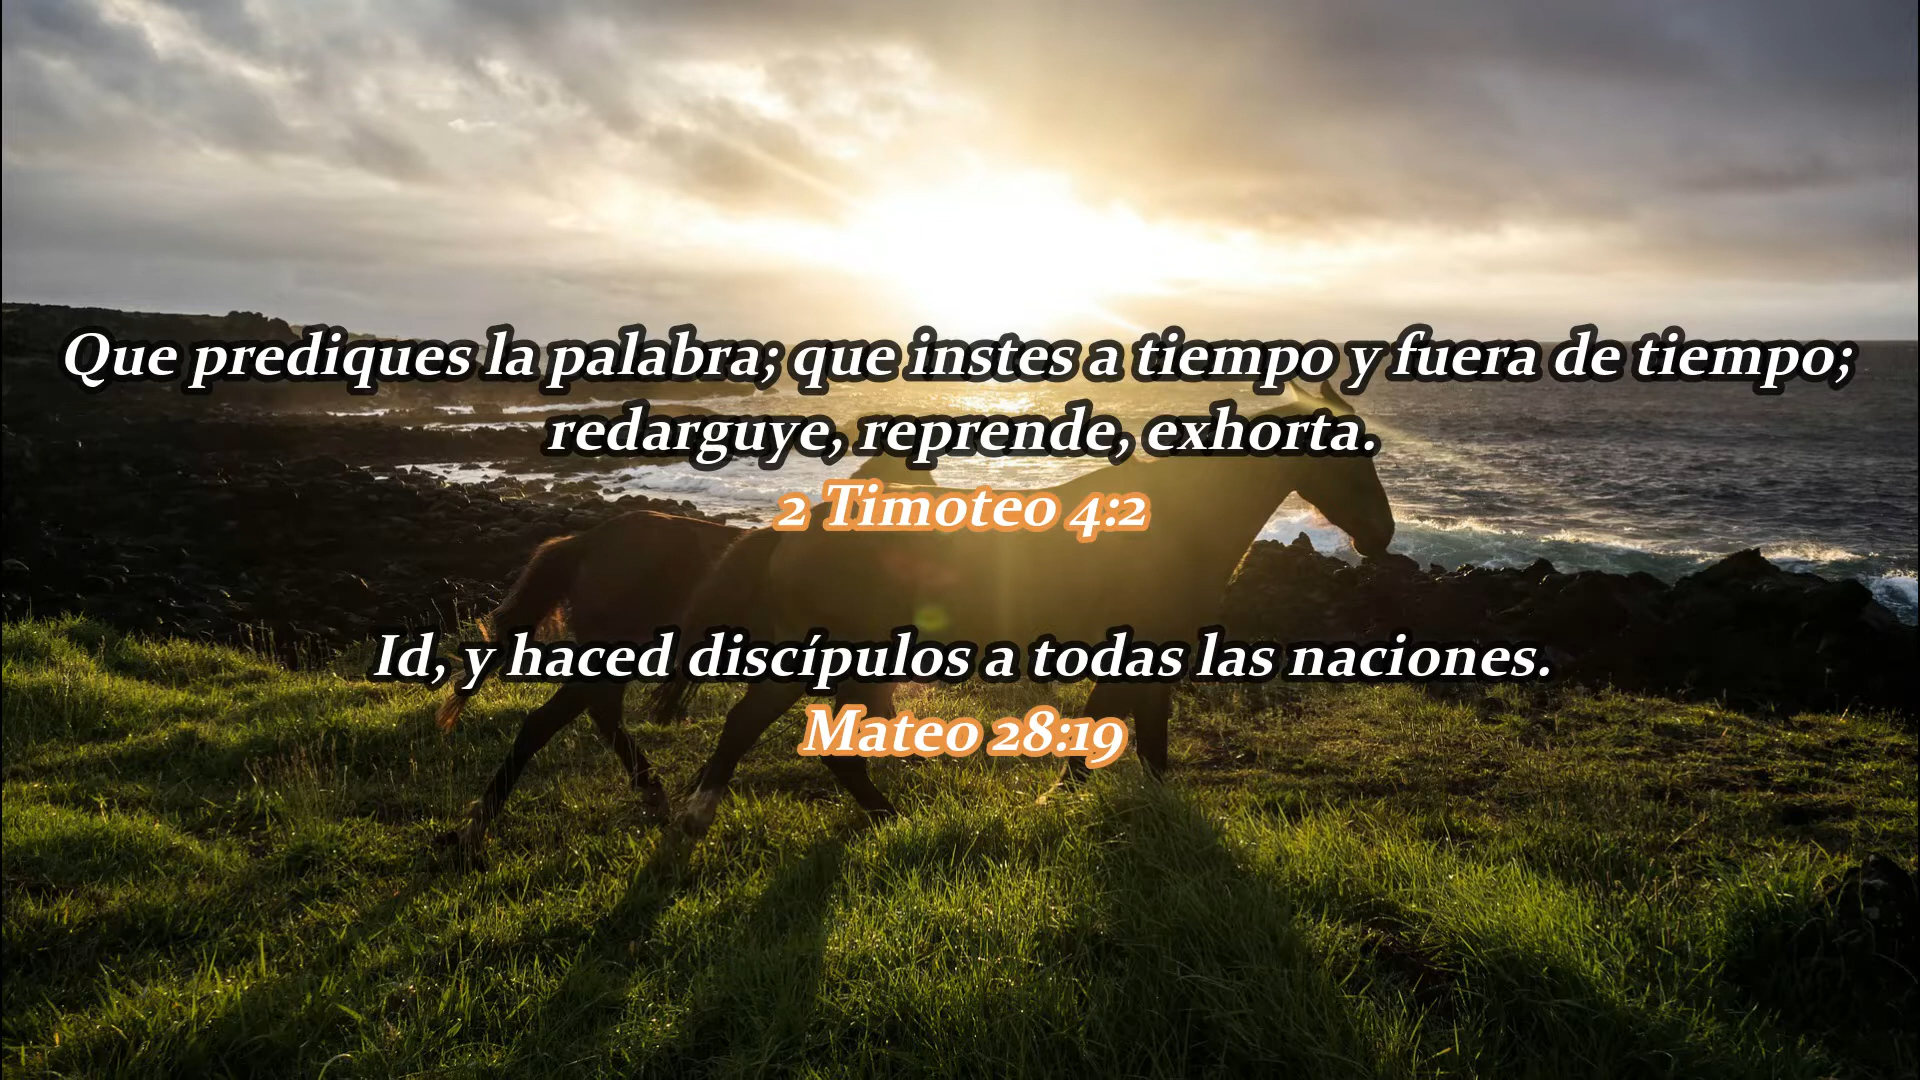 Que prediques la palabra; que instes a tiempo y fuera de tiempo;
redarguye, reprende, exhorta.
2 Timoteo 4:2
Id, y haced discípulos a todas las naciones.
Mateo 28:19